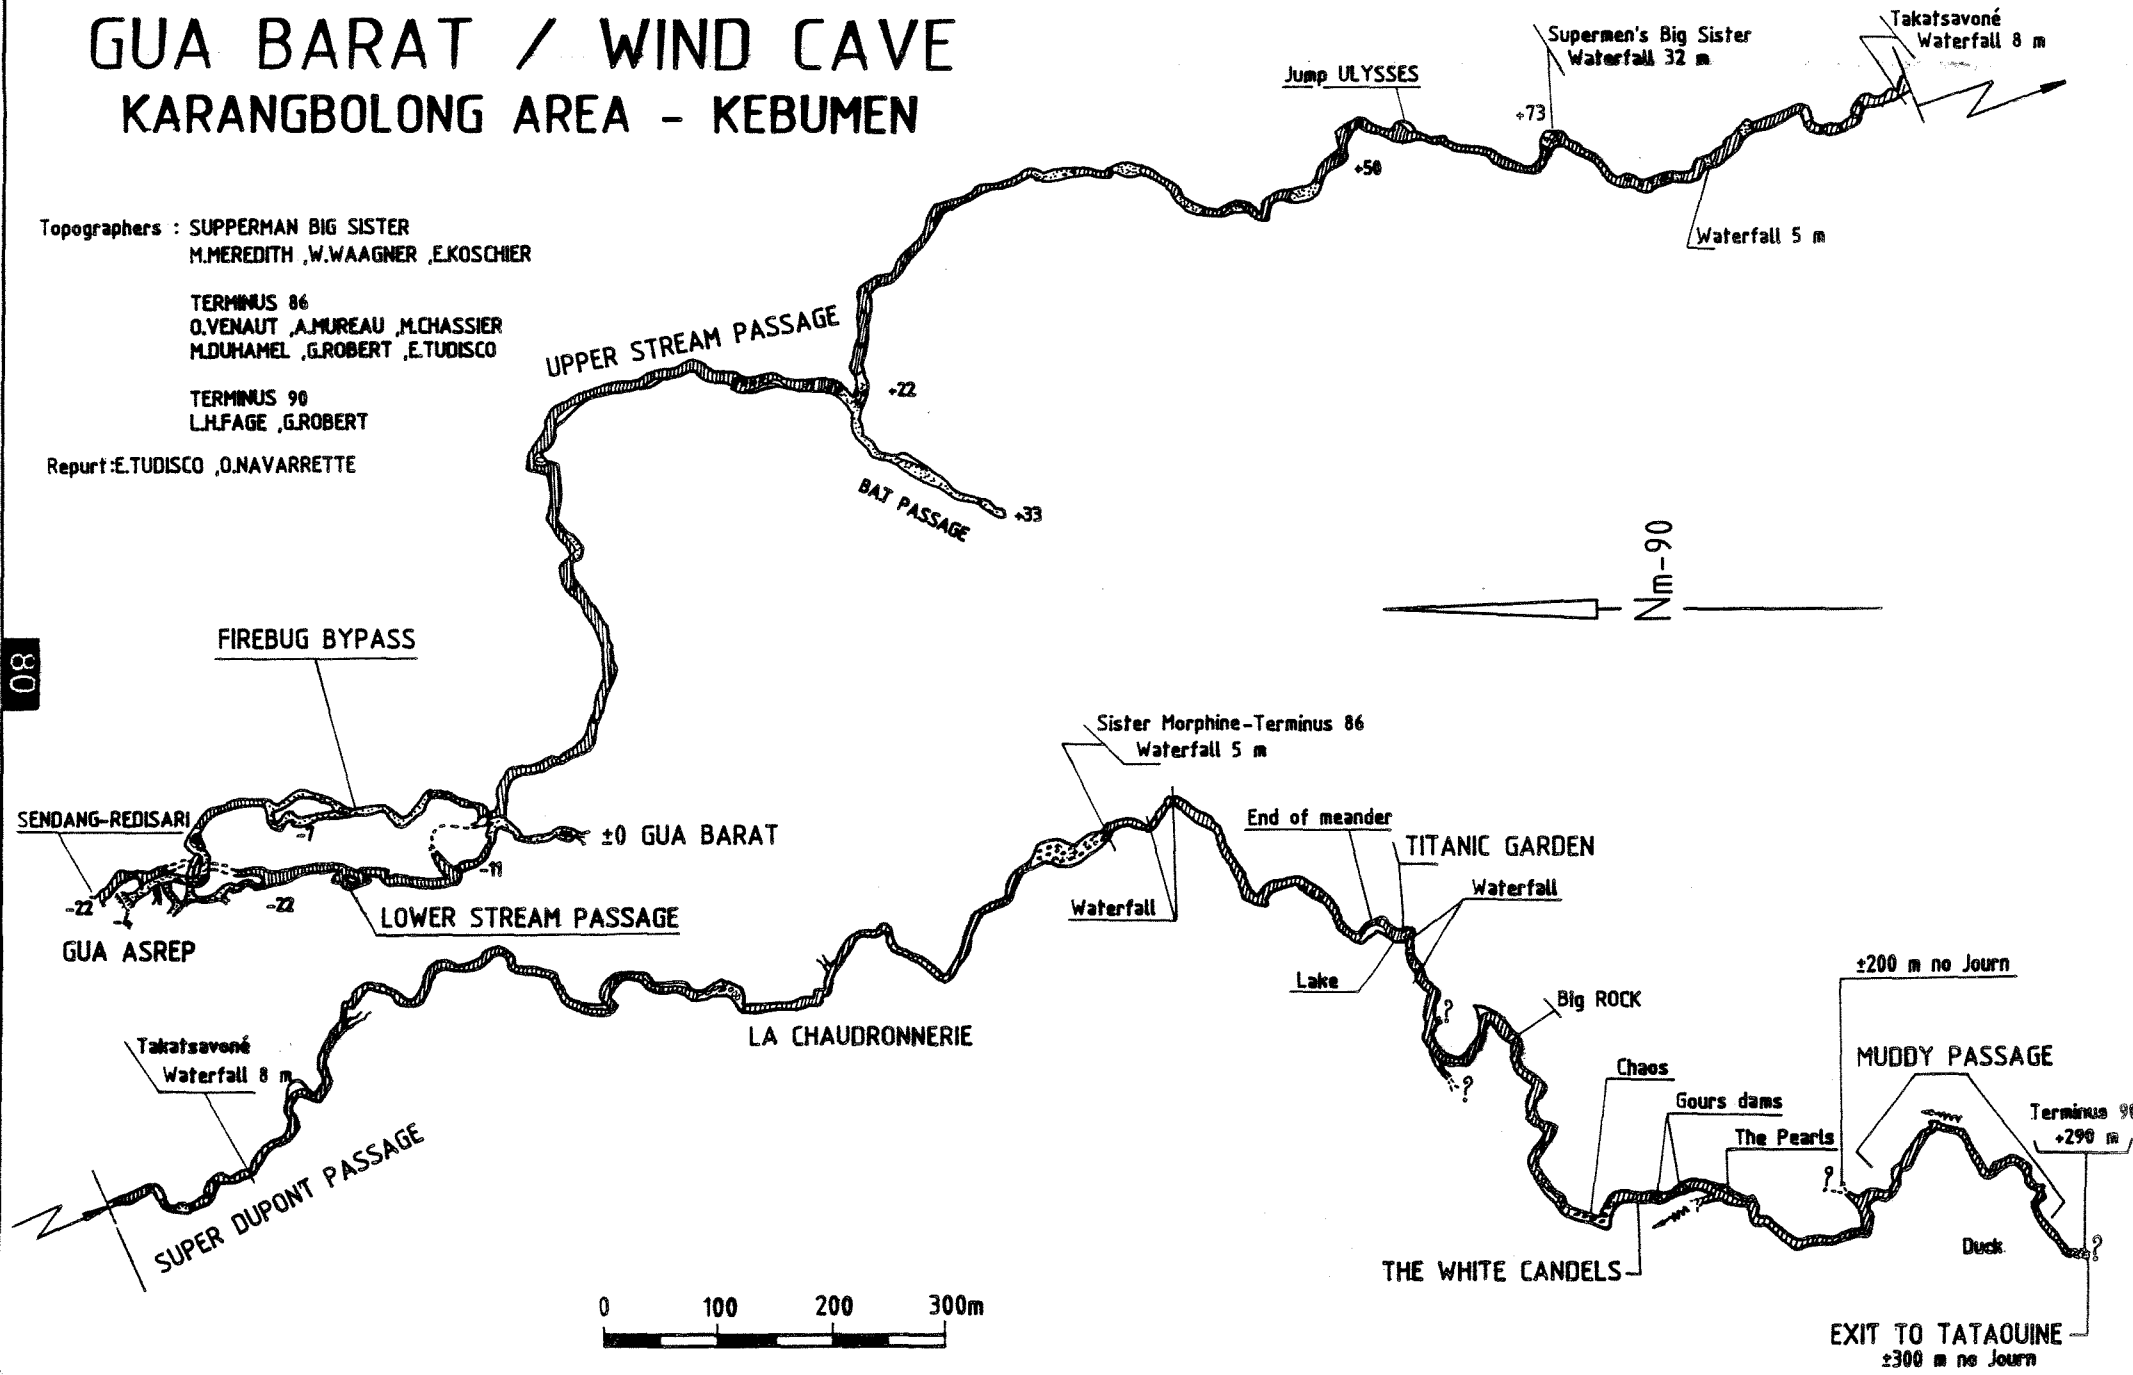 GUA BARAT / WIND CAVE
KARANGBOLONG AREA - KEBUMEN
Topographers : SUPPERMAN BIG SISTER
M.MEREDITH ,W.WAAGNER ,E.KOSCHIER
TERMINUS 86
O.VENAUT ,A.MUREAU ,M.CHASSIER
M.DUHAMEL ,G.ROBERT ,E.TUDISCO
TERMINUS 90
L.H.FAGE ,G.ROBERT
Repurt :E.TUDISCO ,O.NAVARRETTE
Jump ULYSSES
Supermen's Big Sister
Waterfall 32 m
Takatsavoné
Waterfall 8 m
+73
+50
Waterfall 5 m
UPPER STREAM PASSAGE
+22
BAT PASSAGE
+33
Nm-90
80
FIREBUG BYPASS
SENDANG-REDISARI
-7
±0 GUA BARAT
-11
-22
-4
-22
LOWER STREAM PASSAGE
GUA ASREP
Sister Morphine-Terminus 86
Waterfall 5 m
Waterfall
End of meander
TITANIC GARDEN
Waterfall
Lake
?
?
Big ROCK
±200 m no Journ
LA CHAUDRONNERIE
Takatsavoné
Waterfall 8 m
SUPER DUPONT PASSAGE
Chaos
Gours dams
The Pearls
?
?
MUDDY PASSAGE
Terminus 90
+290 m
Duck
?
THE WHITE CANDELS
EXIT TO TATAOUINE
±300 m no Journ
0 100 200 300m